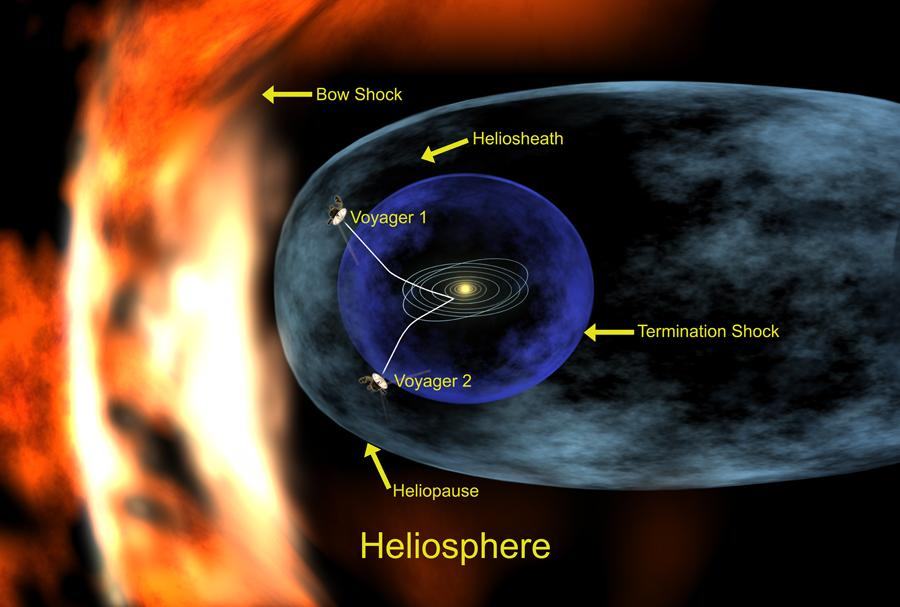 Bow Shock
Heliosheath
Voyager 1
Termination Shock
Voyager 2
Heliopause
Heliosphere